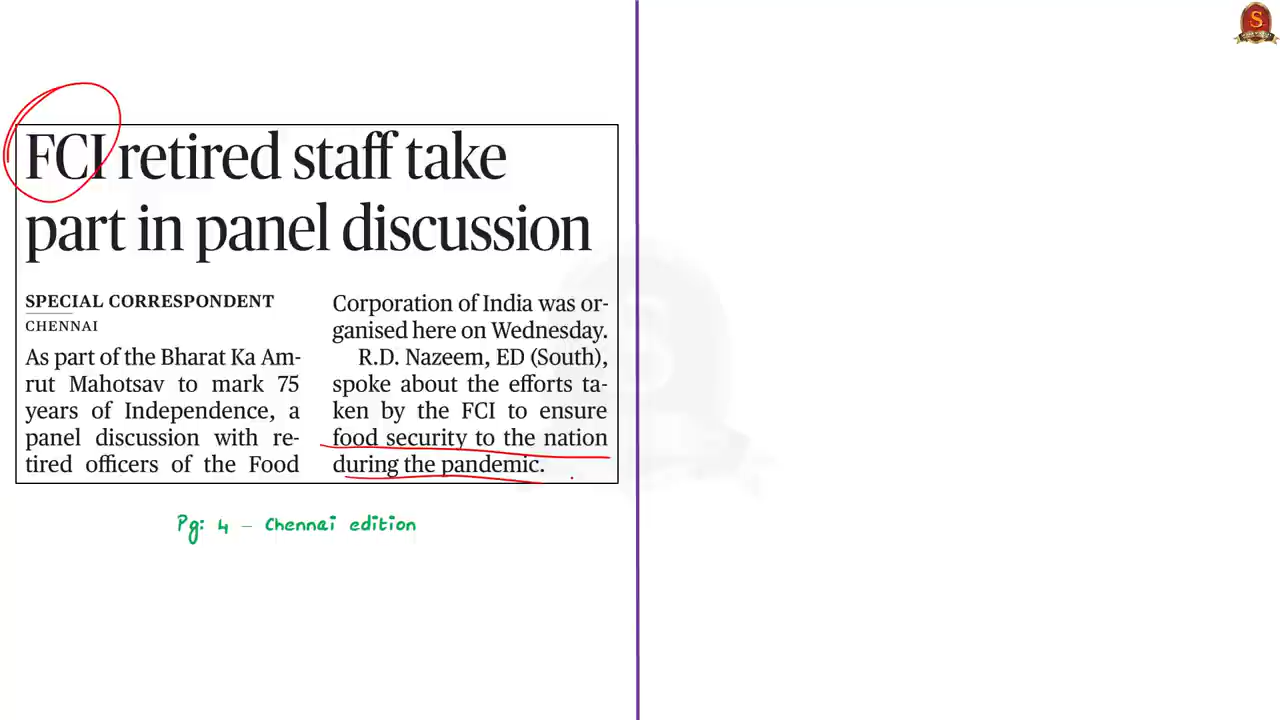 FCI retired staff take
part in panel discussion
SPECIAL CORRESPONDENT
CHENNAI
As part of the Bharat Ka Am-
rut Mahotsav to mark 75
years of Independence, a
panel discussion with re-
tired officers of the Food
Corporation of India was or-
ganised here on Wednesday.
R.D. Nazeem, ED (South),
spoke about the efforts ta-
ken by the FCI to ensure
food security to the nation
during the pandemic.
Pg: 4 – Chennai edition
S